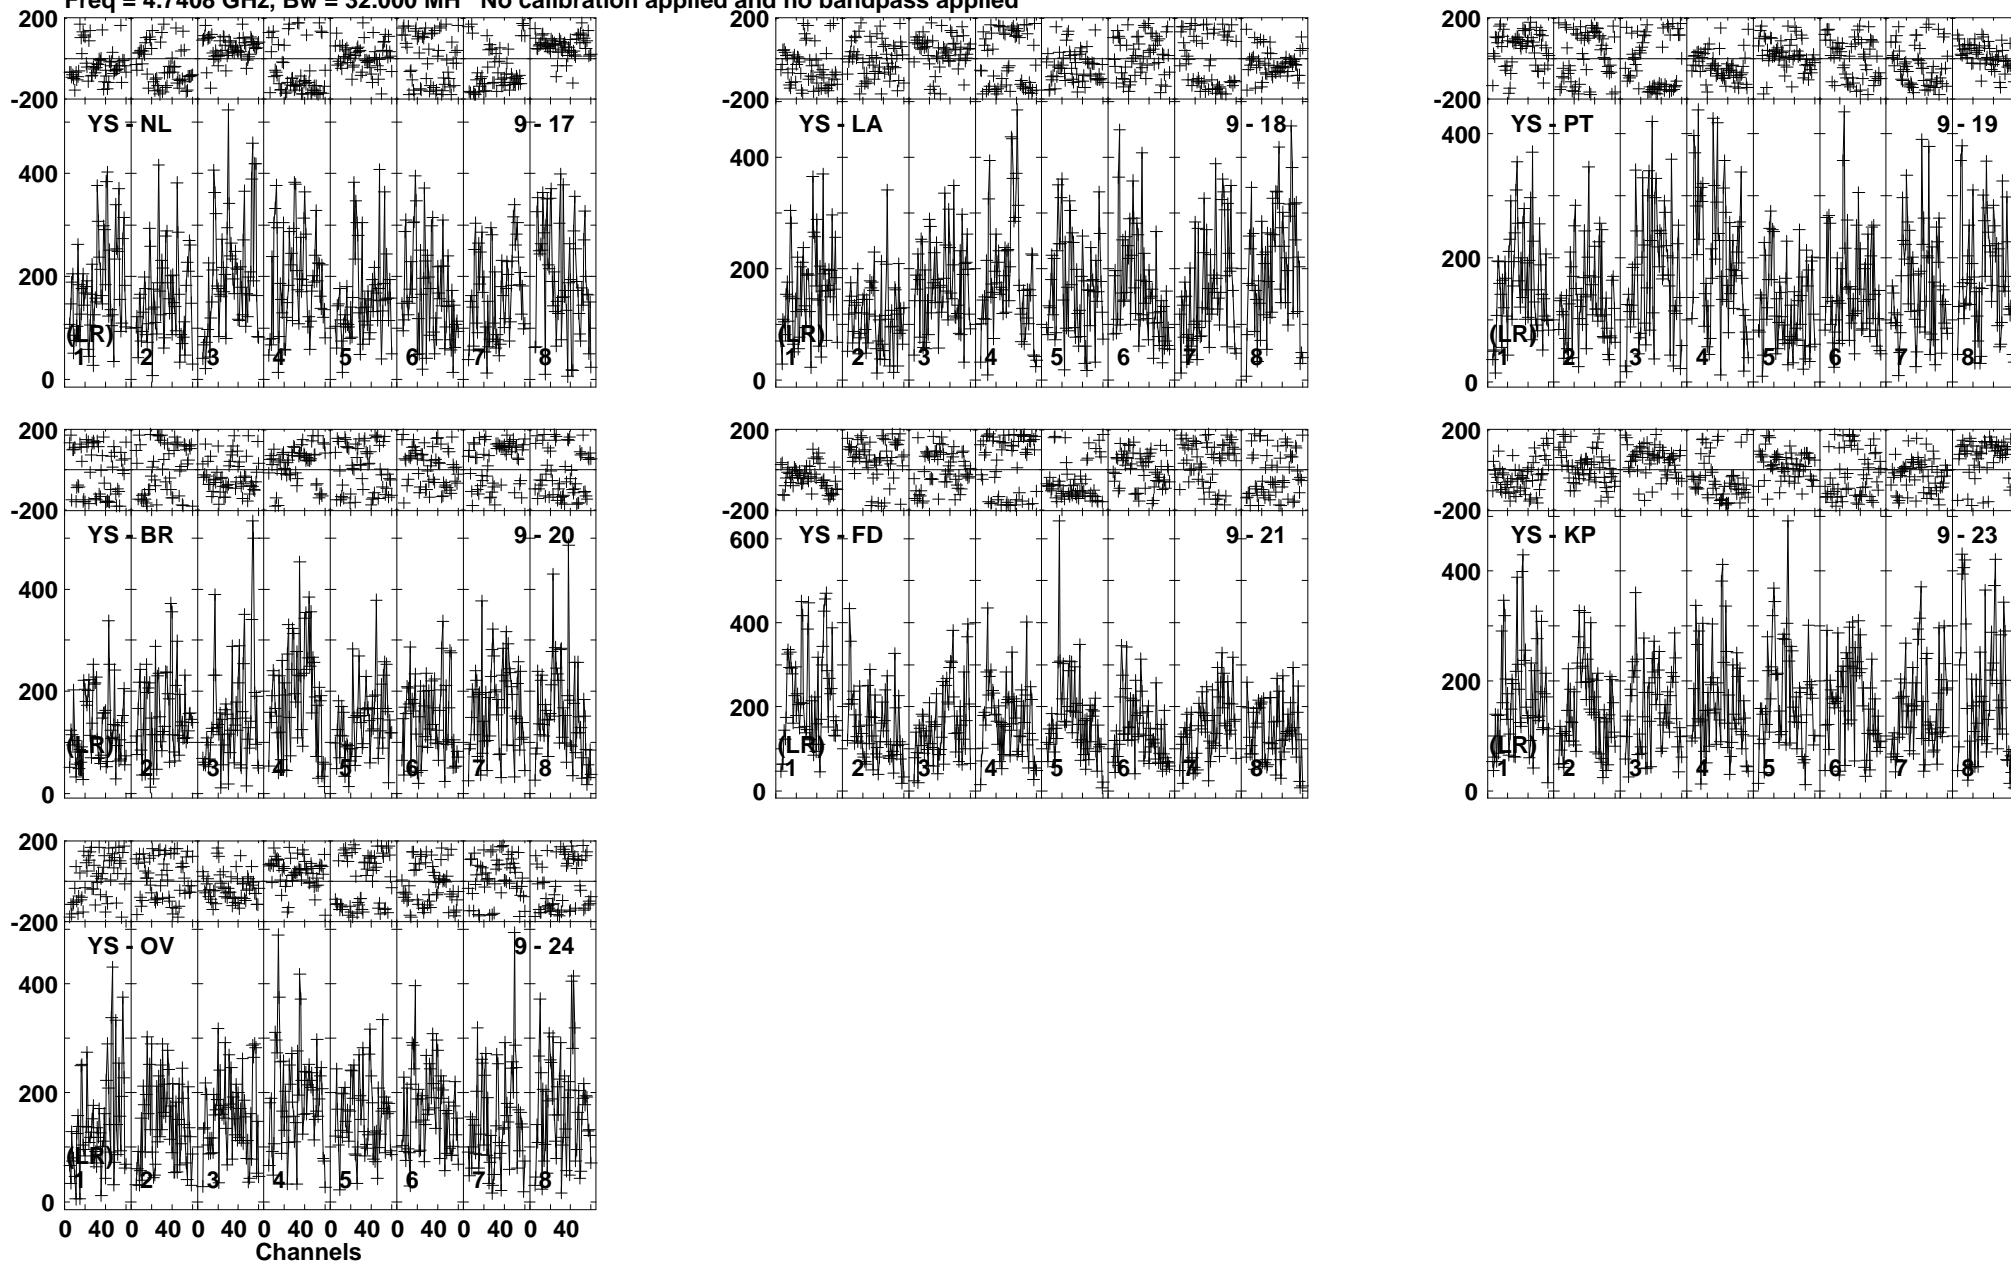 Freq = 4.7408 GHz, Bw = 32.000 MH No calibration applied and no bandpass applied
200
-200
YS - NL 9 - 17
400
200
0
(LR)
1 2 3 4 5 6 7 8
200
-200
YS - LA 9 - 18
400
200
0
(LR)
1 2 3 4 5 6 7 8
200
-200
YS - PT 9 - 19
400
200
0
(LR)
1 2 3 4 5 6 7 8
200
-200
YS - BR 9 - 20
400
200
0
(LR)
1 2 3 4 5 6 7 8
200
-200
YS - FD 9 - 21
600
400
200
0
(LR)
1 2 3 4 5 6 7 8
200
-200
YS - KP 9 - 23
400
200
0
(LR)
1 2 3 4 5 6 7 8
200
-200
YS - OV 9 - 24
400
200
0
(LR)
1 2 3 4 5 6 7 8
0 40 0 40 0 40 0 40 0 40 0 40 0 40 0 40
Channels